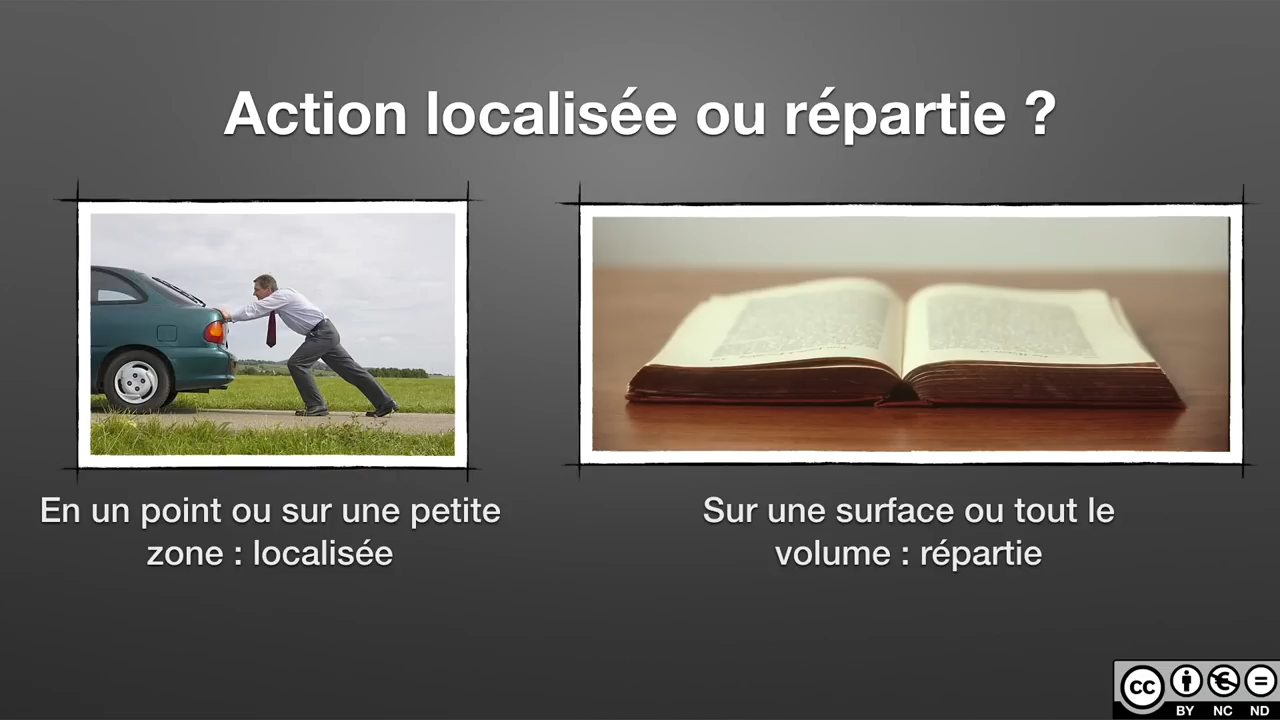 Action localisée ou répartie ?
En un point ou sur une petite
zone : localisée
Sur une surface ou tout le
volume : répartie
cc
BY NC ND